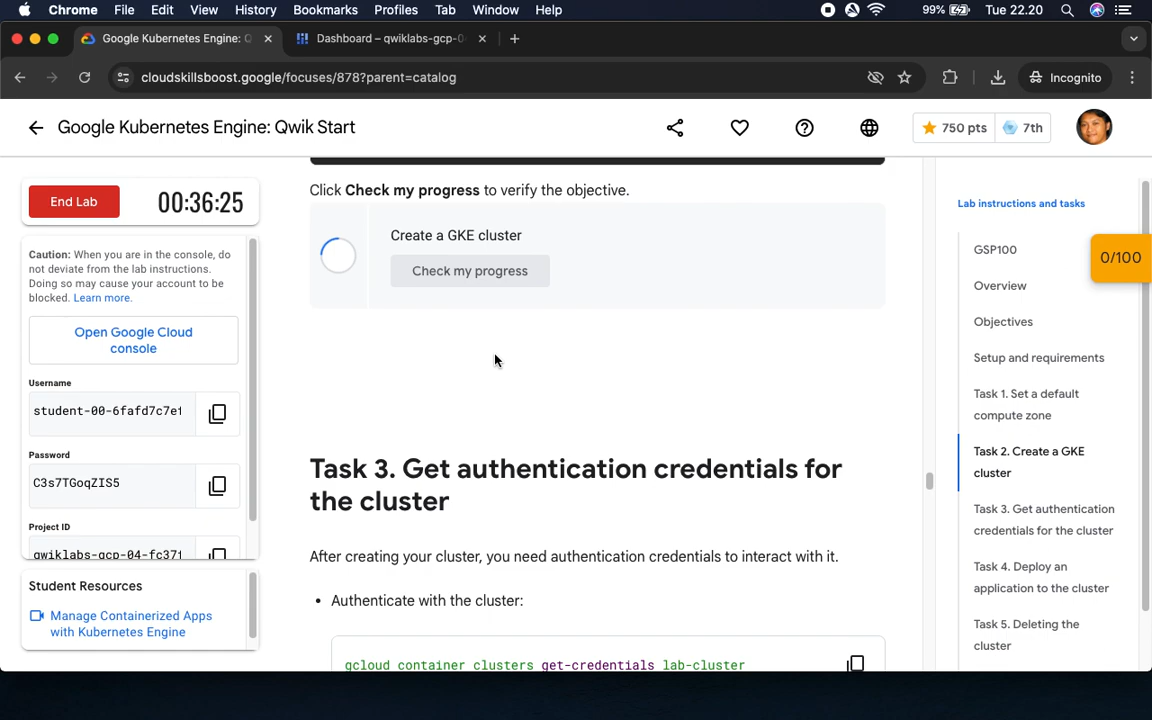 Chrome File Edit View History Bookmarks Profiles Tab Window Help 99% Tue 22.20
Google Kubernetes Engine: Q
Dashboard – qwiklabs-gcp-0
cloudskillsboost.google/focuses/878?parent=catalog
Incognito
Google Kubernetes Engine: Qwik Start
750 pts 7th
End Lab 00:36:25
Caution: When you are in the console, do
not deviate from the lab instructions.
Doing so may cause your account to be
blocked. Learn more.
Open Google Cloud
console
Username
student-00-6fafd7c7e1
Password
C3s7TGoqZIS5
Project ID
qwiklabs-gcp-04-fc371
Student Resources
Manage Containerized Apps
with Kubernetes Engine
Click Check my progress to verify the objective.
Create a GKE cluster
Check my progress
Task 3. Get authentication credentials for
the cluster
After creating your cluster, you need authentication credentials to interact with it.
• Authenticate with the cluster:
gcloud container clusters get-credentials lab-cluster
Lab instructions and tasks
GSP100
0/100
Overview
Objectives
Setup and requirements
Task 1. Set a default
compute zone
Task 2. Create a GKE
cluster
Task 3. Get authentication
credentials for the cluster
Task 4. Deploy an
application to the cluster
Task 5. Deleting the
cluster